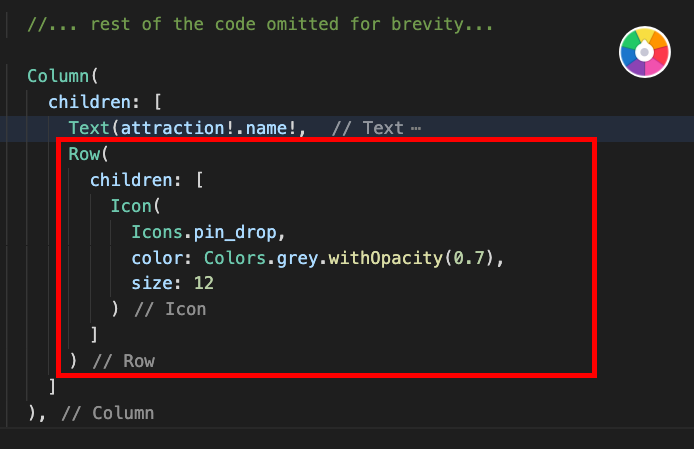 //... rest of the code omitted for brevity...
Column(
children: [
Text(attraction!.name!, // Text ⋯
Row(
children: [
Icon(
Icons.pin_drop,
color: Colors.grey.withOpacity(0.7),
size: 12
) // Icon
]
) // Row
]
), // Column